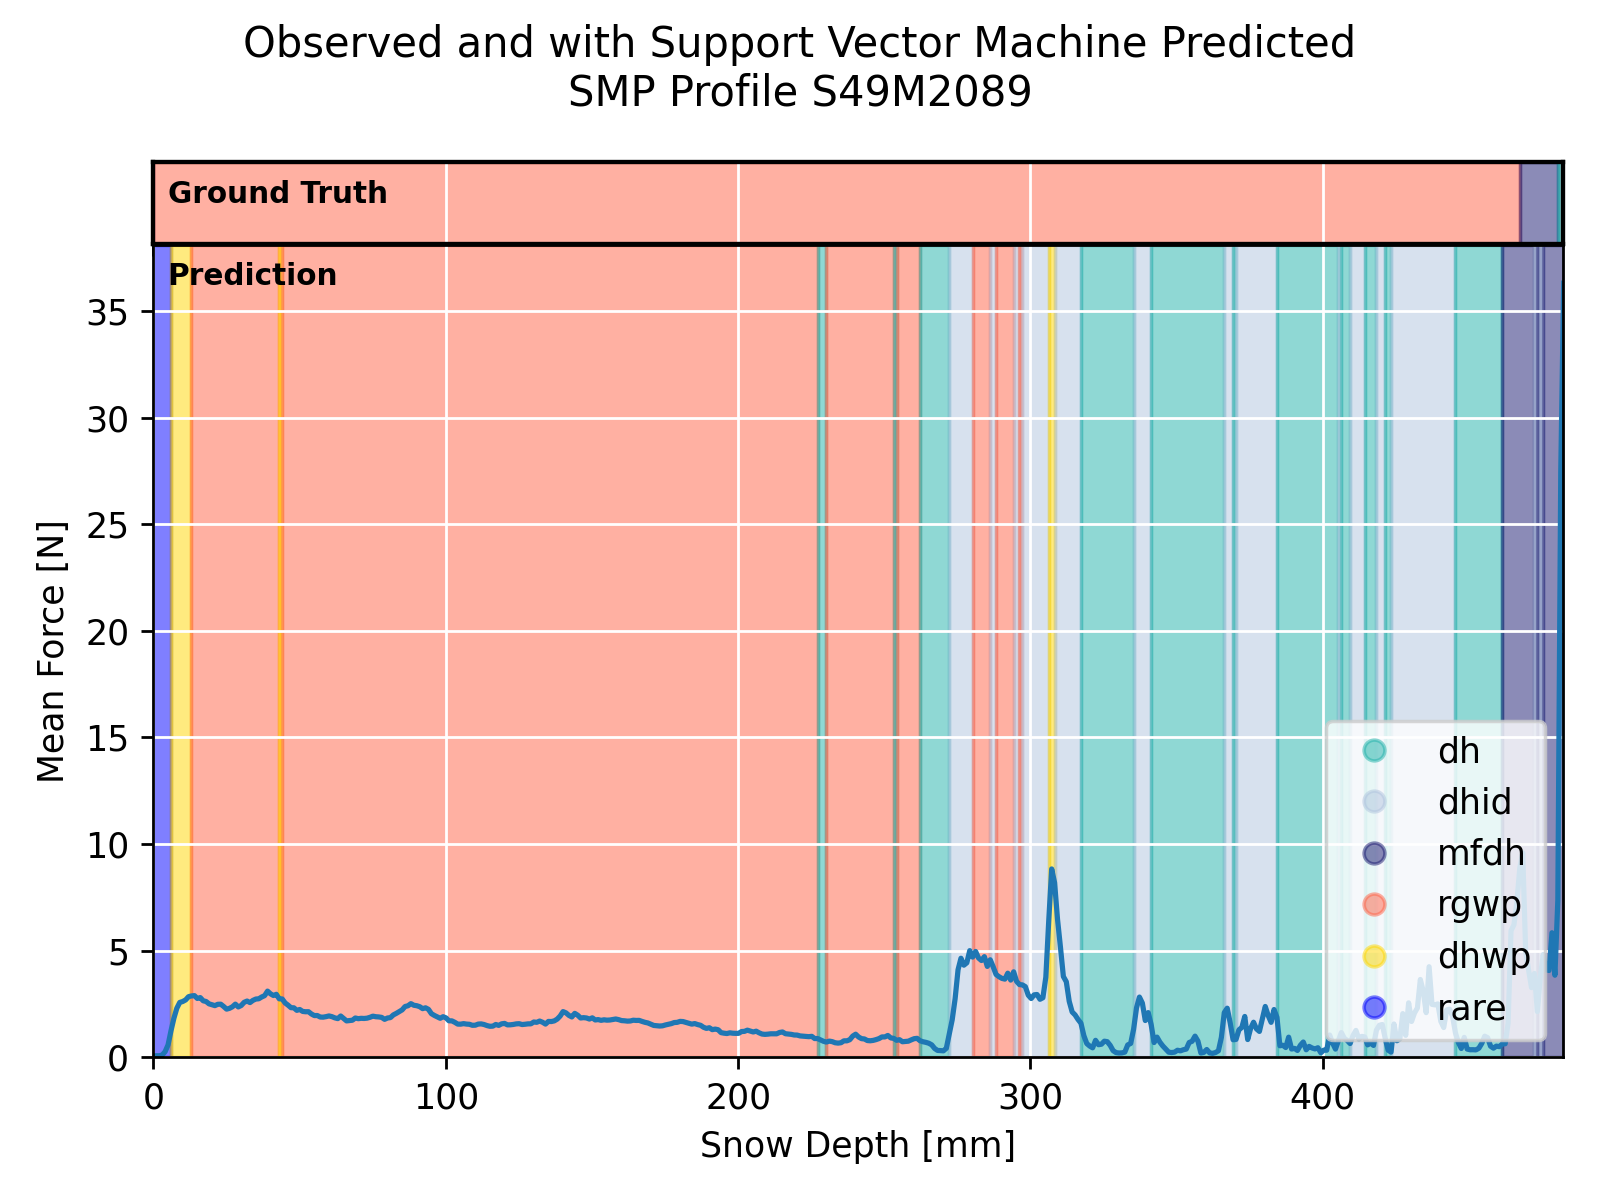 Observed and with Support Vector Machine Predicted
SMP Profile S49M2089
Ground Truth
Prediction
35
30
25
20
15
10
5
0
Mean Force [N]
dh
dhid
mfdh
rgwp
dhwp
rare
0 100 200 300 400
Snow Depth [mm]